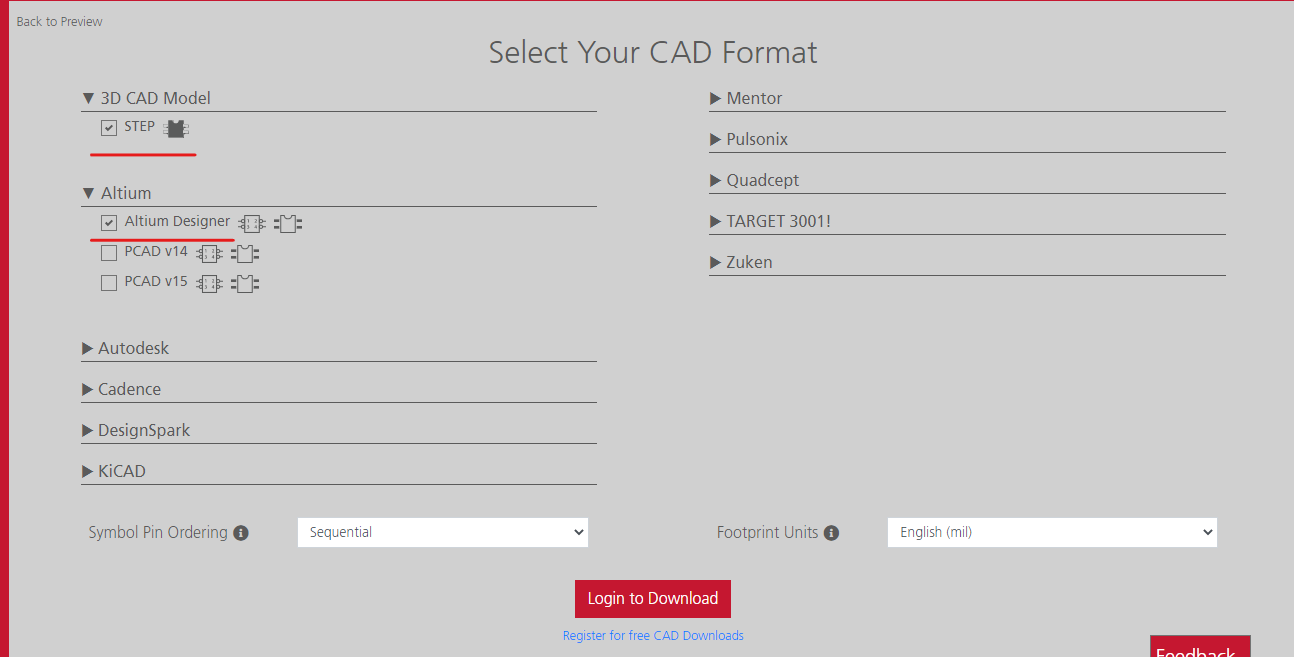 Back to Preview
Select Your CAD Format
3D CAD Model
STEP
Altium
Altium Designer
PCAD v14
PCAD v15
Autodesk
Cadence
DesignSpark
KiCAD
Mentor
Pulsonix
Quadcept
TARGET 3001!
Zuken
Symbol Pin Ordering
Sequential
Footprint Units
English (mil)
Login to Download
Register for free CAD Downloads
Feedback